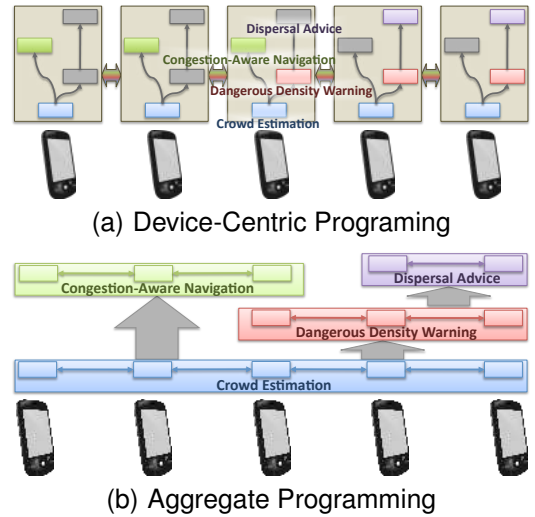 Dispersal Advice
Congestion-Aware Navigation
Dangerous Density Warning
Crowd Estimation
(a) Device-Centric Programing
Dispersal Advice
Congestion-Aware Navigation
Dangerous Density Warning
Crowd Estimation
(b) Aggregate Programming